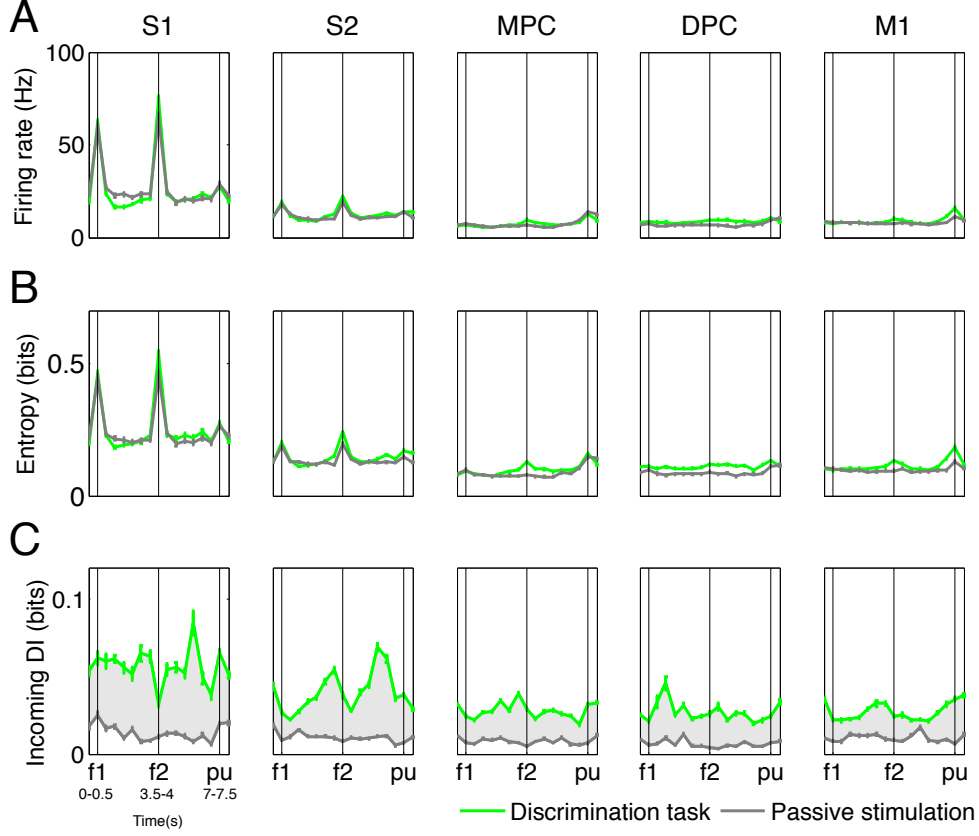 A
S1 S2 MPC DPC M1
Firing rate (Hz)
100
50
0
B
Entropy (bits)
0.5
0
C
Incoming DI (bits)
0.1
0
f1 f2 pu f1 f2 pu f1 f2 pu f1 f2 pu f1 f2 pu
0-0.5 3.5-4 7-7.5
Time(s)
Discrimination task Passive stimulation